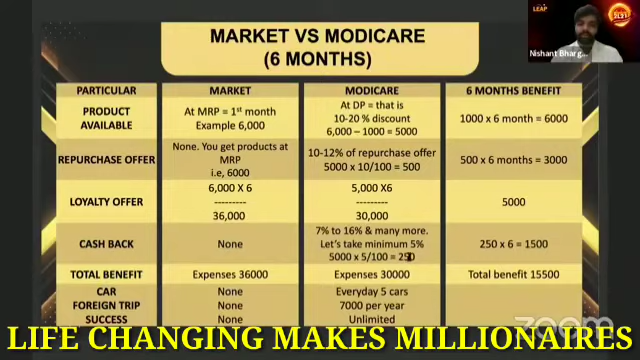 LEAP
Nishant Bharg...
MARKET VS MODICARE
(6 MONTHS)
PARTICULAR MARKET MODICARE 6 MONTHS BENEFIT
PRODUCT AVAILABLE
At MRP = 1st month
Example 6,000
At DP = that is
10-20 % discount
6,000 – 1000 = 5000
1000 x 6 month = 6000
REPURCHASE OFFER
None. You get products at
MRP
i.e, 6000
10-12% of repurchase offer
5000 x 10/100 = 500
500 x 6 months = 3000
LOYALTY OFFER
6,000 X 6
---------
36,000
5,000 X6
---------
30,000
5000
CASH BACK
None
7% to 16% & many more.
Let's take minimum 5%
5000 x 5/100 = 250
250 x 6 = 1500
TOTAL BENEFIT Expenses 36000 Expenses 30000 Total benefit 15500
CAR None Everyday 5 cars
FOREIGN TRIP None 7000 per year
SUCCESS None Unlimited
zoom
LIFE CHANGING MAKES MILLIONAIRES